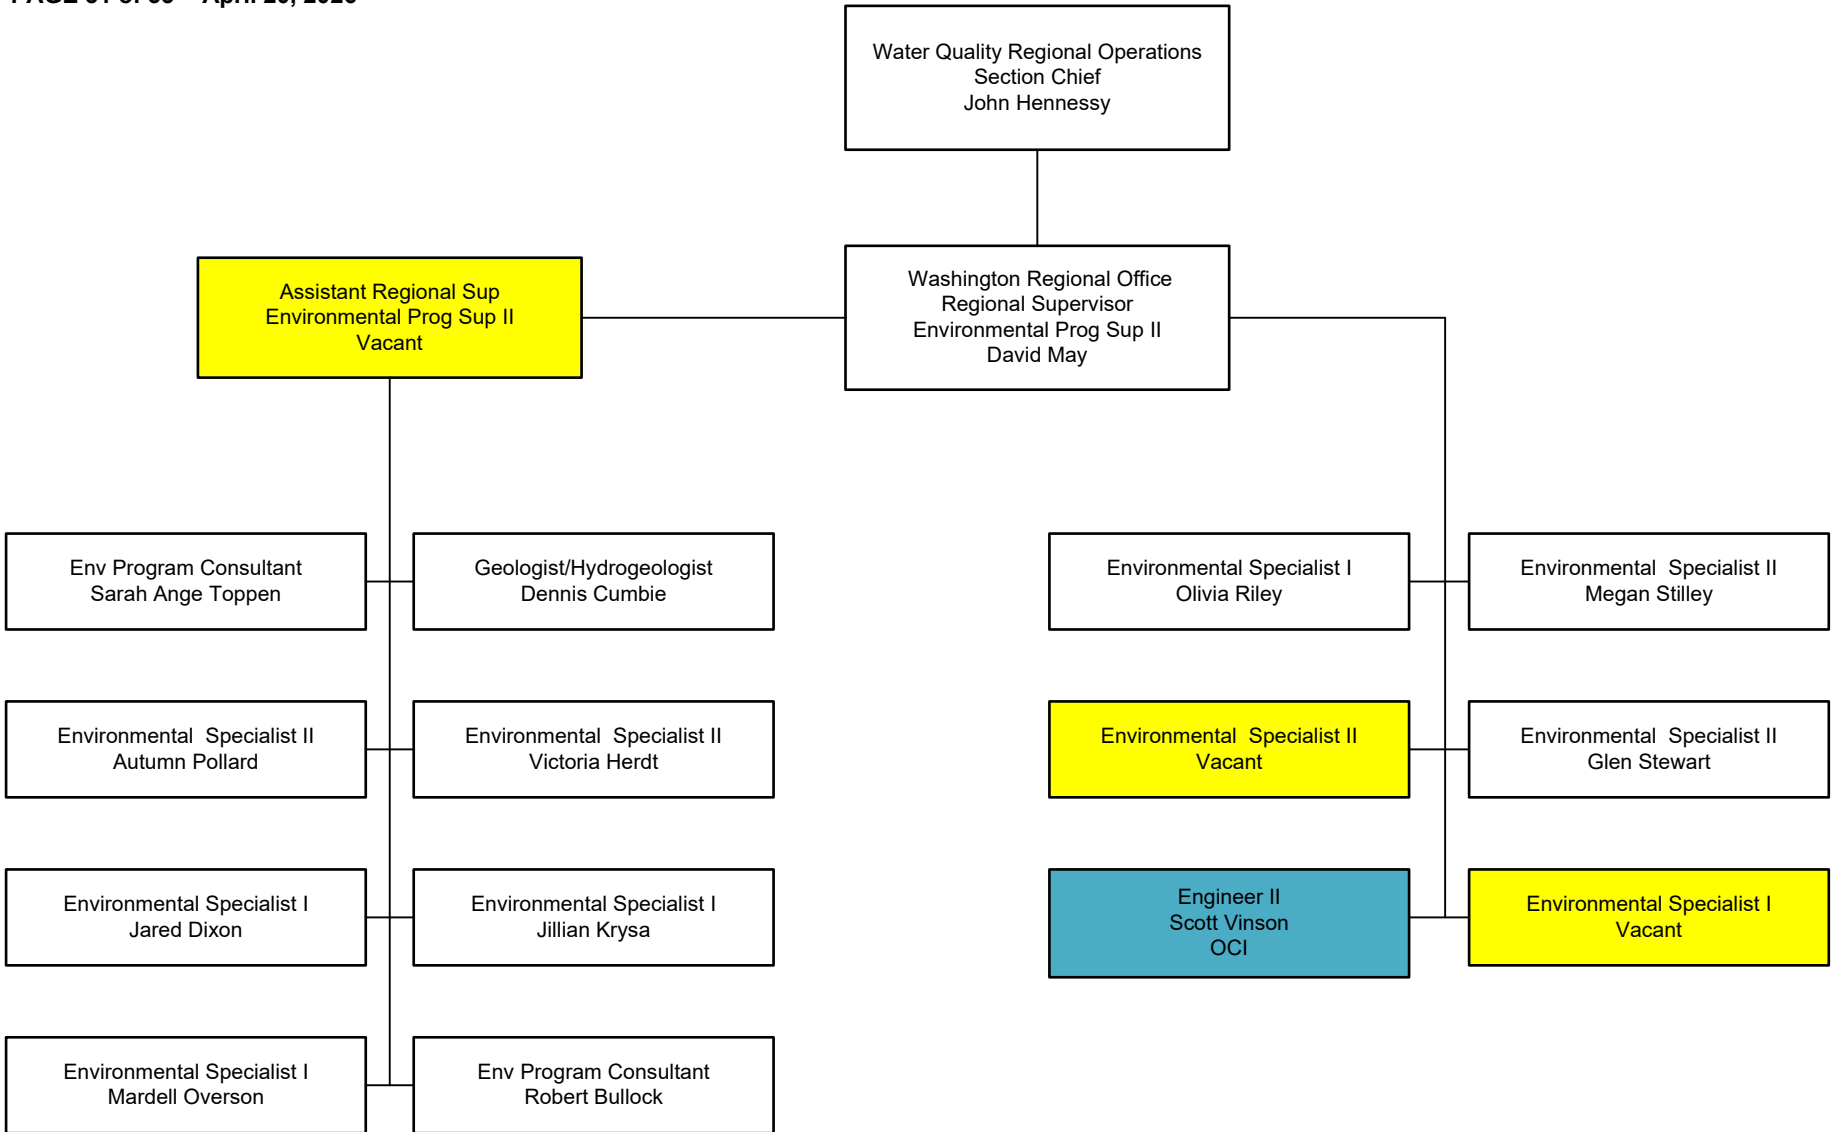 Water Quality Regional Operations
Section Chief
John Hennessy
Assistant Regional Sup
Environmental Prog Sup II
Vacant
Washington Regional Office
Regional Supervisor
Environmental Prog Sup II
David May
Env Program Consultant
Sarah Ange Toppen
Geologist/Hydrogeologist
Dennis Cumbie
Environmental Specialist I
Olivia Riley
Environmental  Specialist II
Megan Stilley
Environmental  Specialist II
Autumn Pollard
Environmental  Specialist II
Victoria Herdt
Environmental  Specialist II
Vacant
Environmental  Specialist II
Glen Stewart
Environmental Specialist I
Jared Dixon
Environmental Specialist I
Jillian Krysa
Engineer II
Scott Vinson
OCI
Environmental Specialist I
Vacant
Environmental Specialist I
Mardell Overson
Env Program Consultant
Robert Bullock